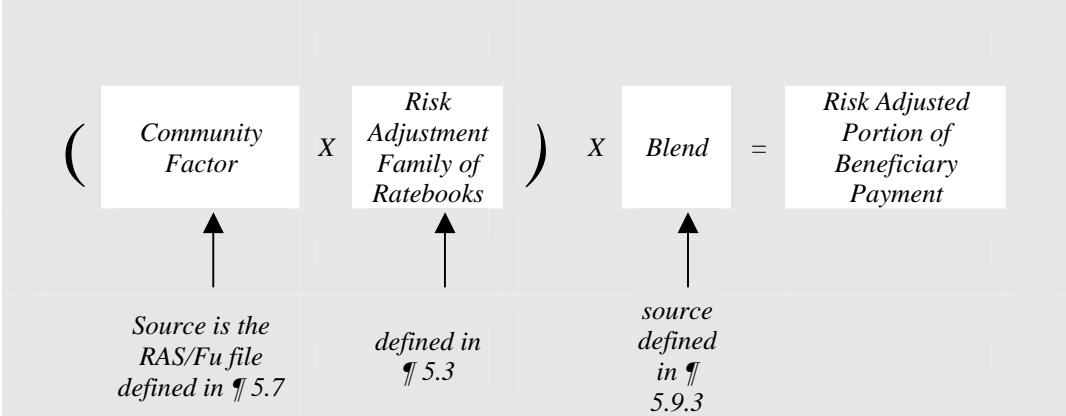 ( Community Factor X Risk Adjustment Family of Ratebooks ) X Blend = Risk Adjusted Portion of Beneficiary Payment
Source is the
RAS/Fu file
defined in ¶ 5.7
defined in
¶ 5.3
source
defined
in ¶
5.9.3